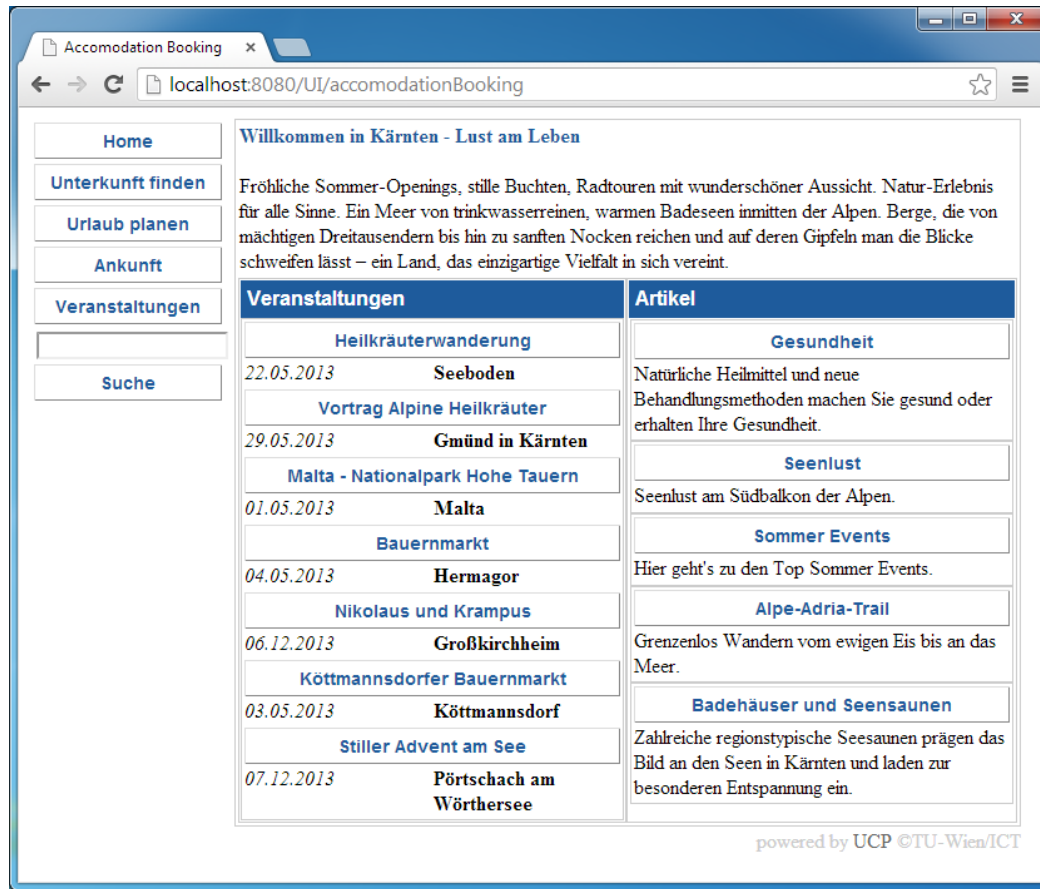 Accomodation Booking
localhost:8080/UI/accomodationBooking
Home
Unterkunft finden
Urlaub planen
Ankunft
Veranstaltungen
Suche
Willkommen in Kärnten - Lust am Leben
Fröhliche Sommer-Openings, stille Buchten, Radtouren mit wunderschöner Aussicht. Natur-Erlebnis
für alle Sinne. Ein Meer von trinkwasserreinen, warmen Badeseen inmitten der Alpen. Berge, die von
mächtigen Dreitausendern bis hin zu sanften Nocken reichen und auf deren Gipfeln man die Blicke
schweifen lässt – ein Land, das einzigartige Vielfalt in sich vereint.
Veranstaltungen
Heilkräuterwanderung
22.05.2013 Seeboden
Vortrag Alpine Heilkräuter
29.05.2013 Gmünd in Kärnten
Malta - Nationalpark Hohe Tauern
01.05.2013 Malta
Bauernmarkt
04.05.2013 Hermagor
Nikolaus und Krampus
06.12.2013 Großkirchheim
Köttmannsdorfer Bauernmarkt
03.05.2013 Köttmannsdorf
Stiller Advent am See
07.12.2013 Pörtschach am
Wörthersee
Artikel
Gesundheit
Natürliche Heilmittel und neue
Behandlungsmethoden machen Sie gesund oder
erhalten Ihre Gesundheit.
Seenlust
Seenlust am Südbalkon der Alpen.
Sommer Events
Hier geht's zu den Top Sommer Events.
Alpe-Adria-Trail
Grenzenlos Wandern vom ewigen Eis bis an das
Meer.
Badehäuser und Seensaunen
Zahlreiche regionstypische Seesaunen prägen das
Bild an den Seen in Kärnten und laden zur
besonderen Entspannung ein.
powered by UCP ©TU-Wien/ICT